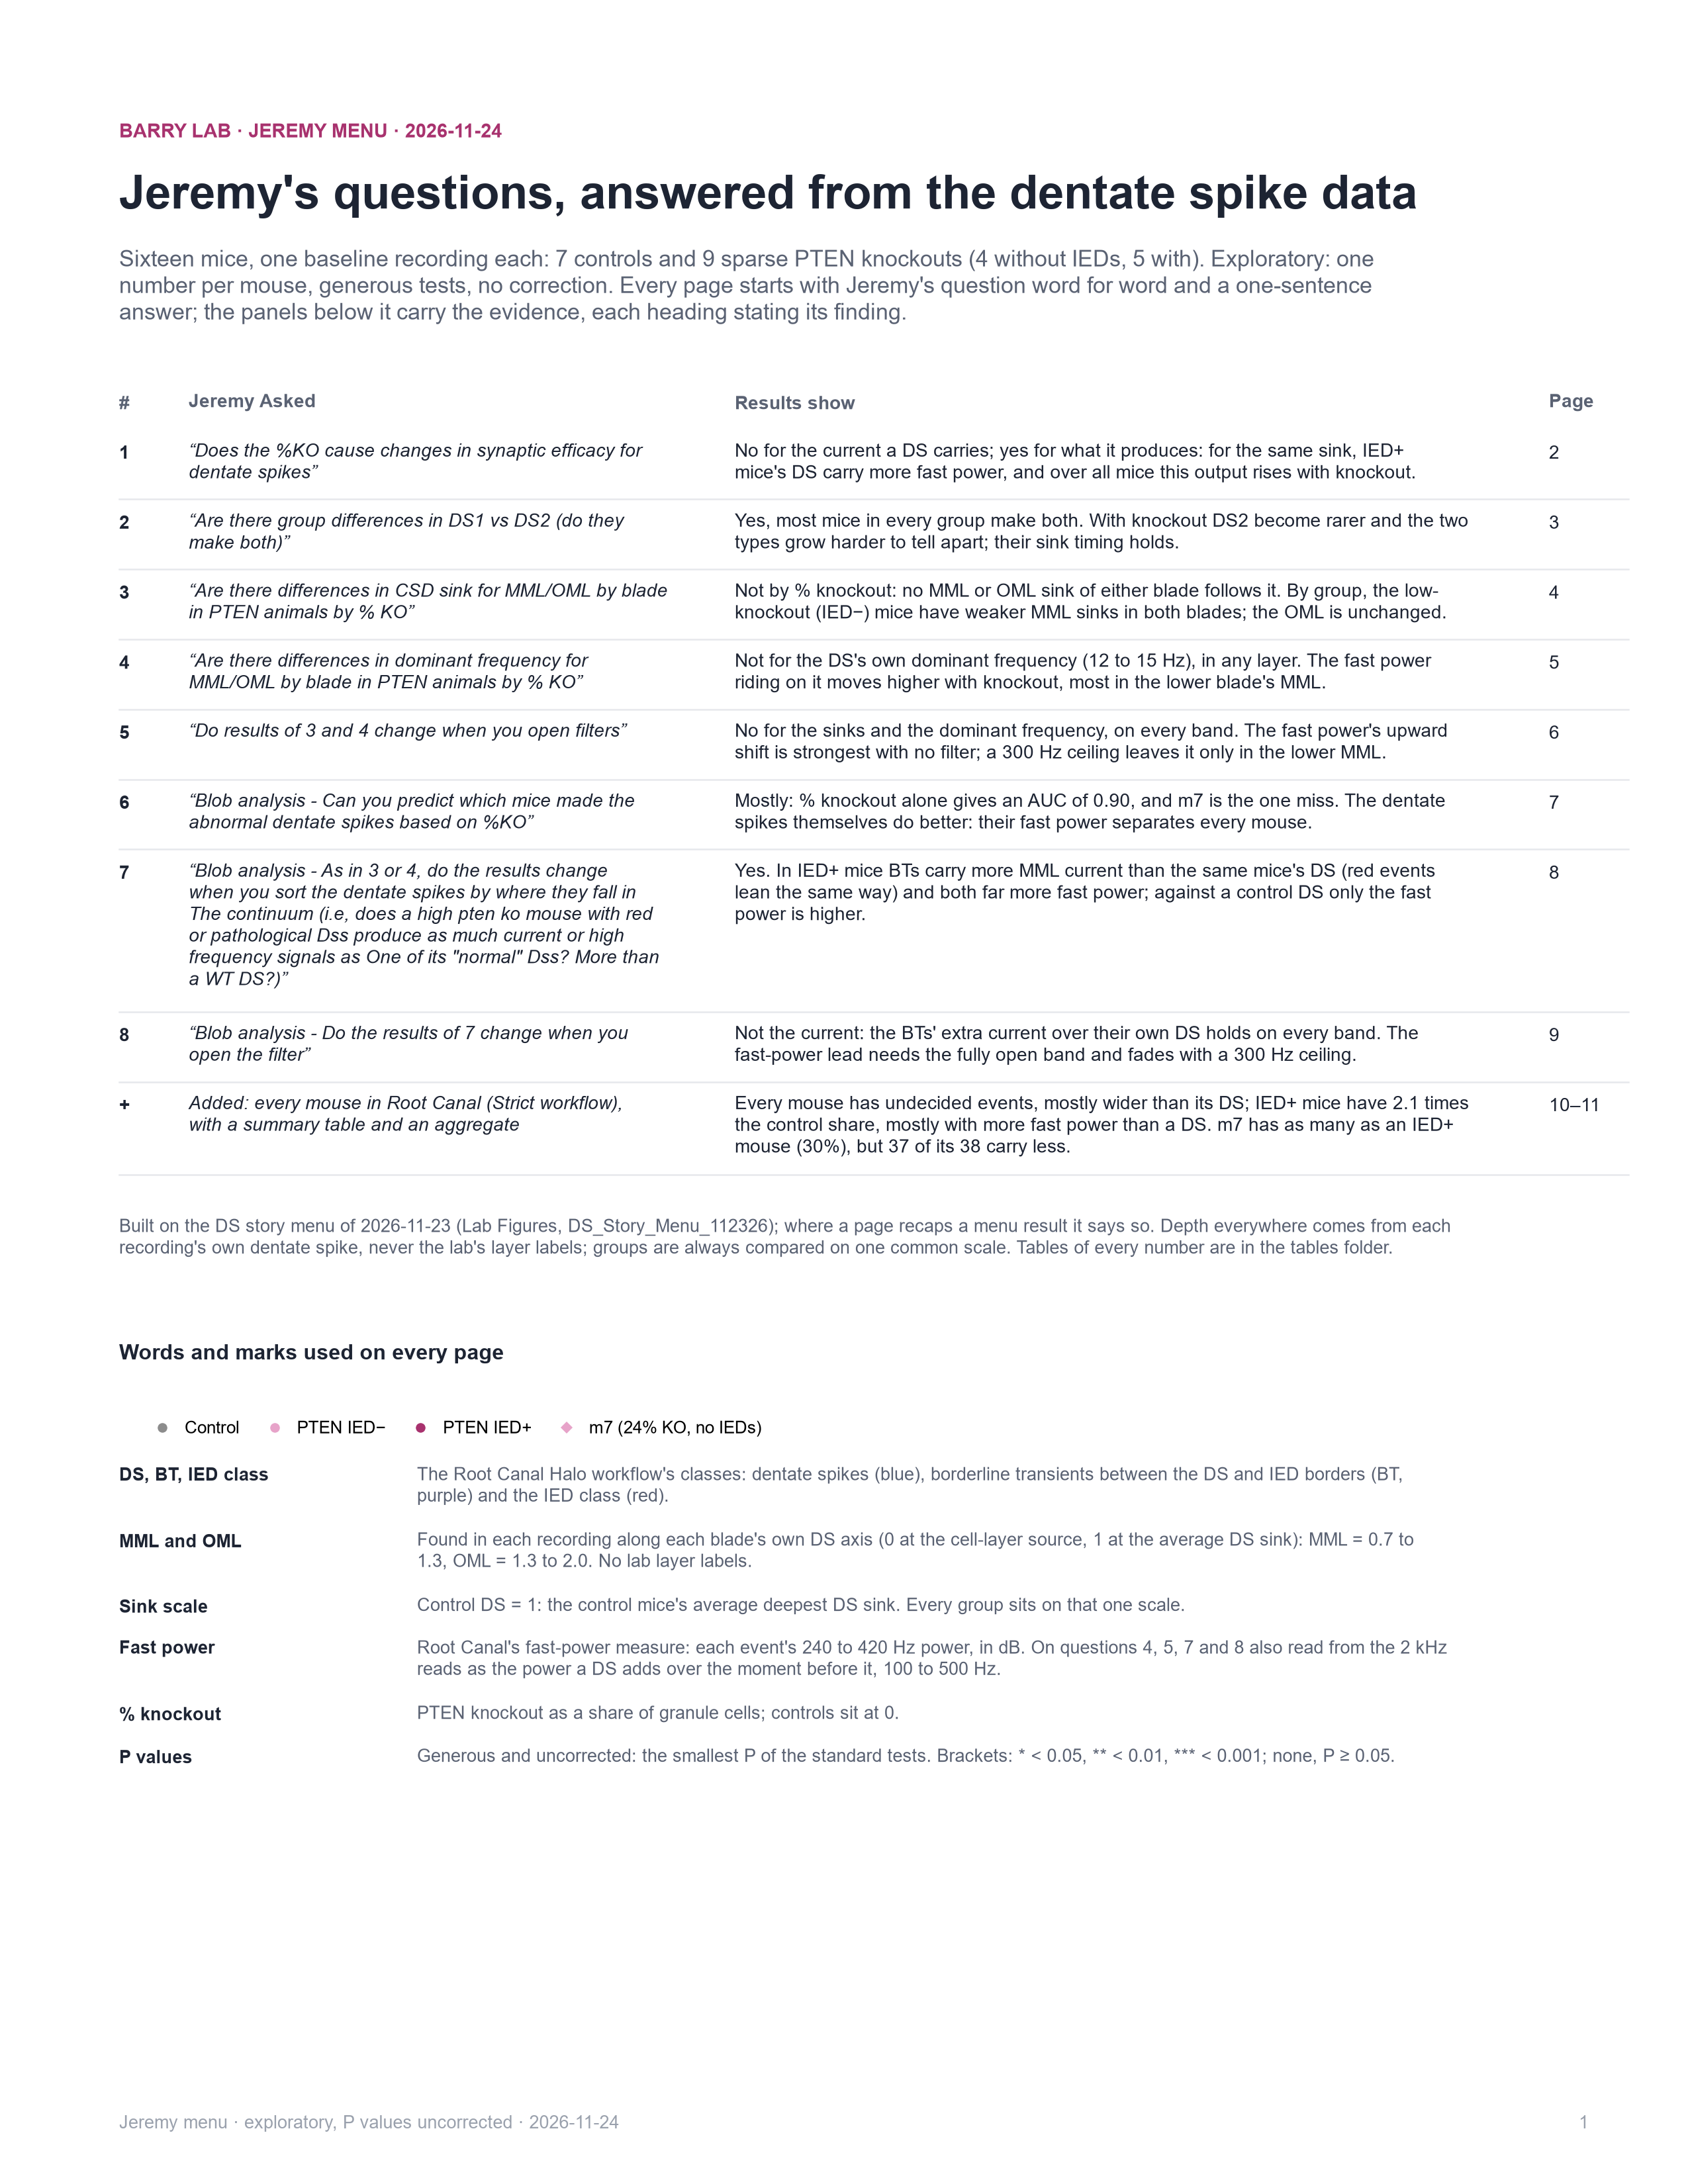 BARRY LAB · JEREMY MENU · 2026-11-24
Jeremy's questions, answered from the dentate spike data
Sixteen mice, one baseline recording each: 7 controls and 9 sparse PTEN knockouts (4 without IEDs, 5 with). Exploratory: one
number per mouse, generous tests, no correction. Every page starts with Jeremy's question word for word and a one-sentence
answer; the panels below it carry the evidence, each heading stating its finding.
# Jeremy Asked Results show Page
1 “Does the %KO cause changes in synaptic efficacy for No for the current a DS carries; yes for what it produces: for the same sink, IED+ 2
dentate spikes” mice's DS carry more fast power, and over all mice this output rises with knockout.
2 “Are there group differences in DS1 vs DS2 (do they Yes, most mice in every group make both. With knockout DS2 become rarer and the two 3
make both)” types grow harder to tell apart; their sink timing holds.
3 “Are there differences in CSD sink for MML/OML by blade Not by % knockout: no MML or OML sink of either blade follows it. By group, the low- 4
in PTEN animals by % KO” knockout (IED−) mice have weaker MML sinks in both blades; the OML is unchanged.
4 “Are there differences in dominant frequency for Not for the DS's own dominant frequency (12 to 15 Hz), in any layer. The fast power 5
MML/OML by blade in PTEN animals by % KO” riding on it moves higher with knockout, most in the lower blade's MML.
5 “Do results of 3 and 4 change when you open filters” No for the sinks and the dominant frequency, on every band. The fast power's upward 6
shift is strongest with no filter; a 300 Hz ceiling leaves it only in the lower MML.
6 “Blob analysis - Can you predict which mice made the Mostly: % knockout alone gives an AUC of 0.90, and m7 is the one miss. The dentate 7
abnormal dentate spikes based on %KO” spikes themselves do better: their fast power separates every mouse.
7 “Blob analysis - As in 3 or 4, do the results change Yes. In IED+ mice BTs carry more MML current than the same mice's DS (red events 8
when you sort the dentate spikes by where they fall in lean the same way) and both far more fast power; against a control DS only the fast
The continuum (i.e, does a high pten ko mouse with red power is higher.
or pathological Dss produce as much current or high
frequency signals as One of its "normal" Dss? More than
a WT DS?)”
8 “Blob analysis - Do the results of 7 change when you Not the current: the BTs' extra current over their own DS holds on every band. The 9
open the filter” fast-power lead needs the fully open band and fades with a 300 Hz ceiling.
+ Added: every mouse in Root Canal (Strict workflow), Every mouse has undecided events, mostly wider than its DS; IED+ mice have 2.1 times 10–11
with a summary table and an aggregate the control share, mostly with more fast power than a DS. m7 has as many as an IED+
mouse (30%), but 37 of its 38 carry less.
Built on the DS story menu of 2026-11-23 (Lab Figures, DS_Story_Menu_112326); where a page recaps a menu result it says so. Depth everywhere comes from each
recording's own dentate spike, never the lab's layer labels; groups are always compared on one common scale. Tables of every number are in the tables folder.
Words and marks used on every page
Control PTEN IED− PTEN IED+ m7 (24% KO, no IEDs)
DS, BT, IED class The Root Canal Halo workflow's classes: dentate spikes (blue), borderline transients between the DS and IED borders (BT,
purple) and the IED class (red).
MML and OML Found in each recording along each blade's own DS axis (0 at the cell-layer source, 1 at the average DS sink): MML = 0.7 to
1.3, OML = 1.3 to 2.0. No lab layer labels.
Sink scale Control DS = 1: the control mice's average deepest DS sink. Every group sits on that one scale.
Fast power Root Canal's fast-power measure: each event's 240 to 420 Hz power, in dB. On questions 4, 5, 7 and 8 also read from the 2 kHz
reads as the power a DS adds over the moment before it, 100 to 500 Hz.
% knockout PTEN knockout as a share of granule cells; controls sit at 0.
P values Generous and uncorrected: the smallest P of the standard tests. Brackets: * < 0.05, ** < 0.01, *** < 0.001; none, P ≥ 0.05.
Jeremy menu · exploratory, P values uncorrected · 2026-11-24 1